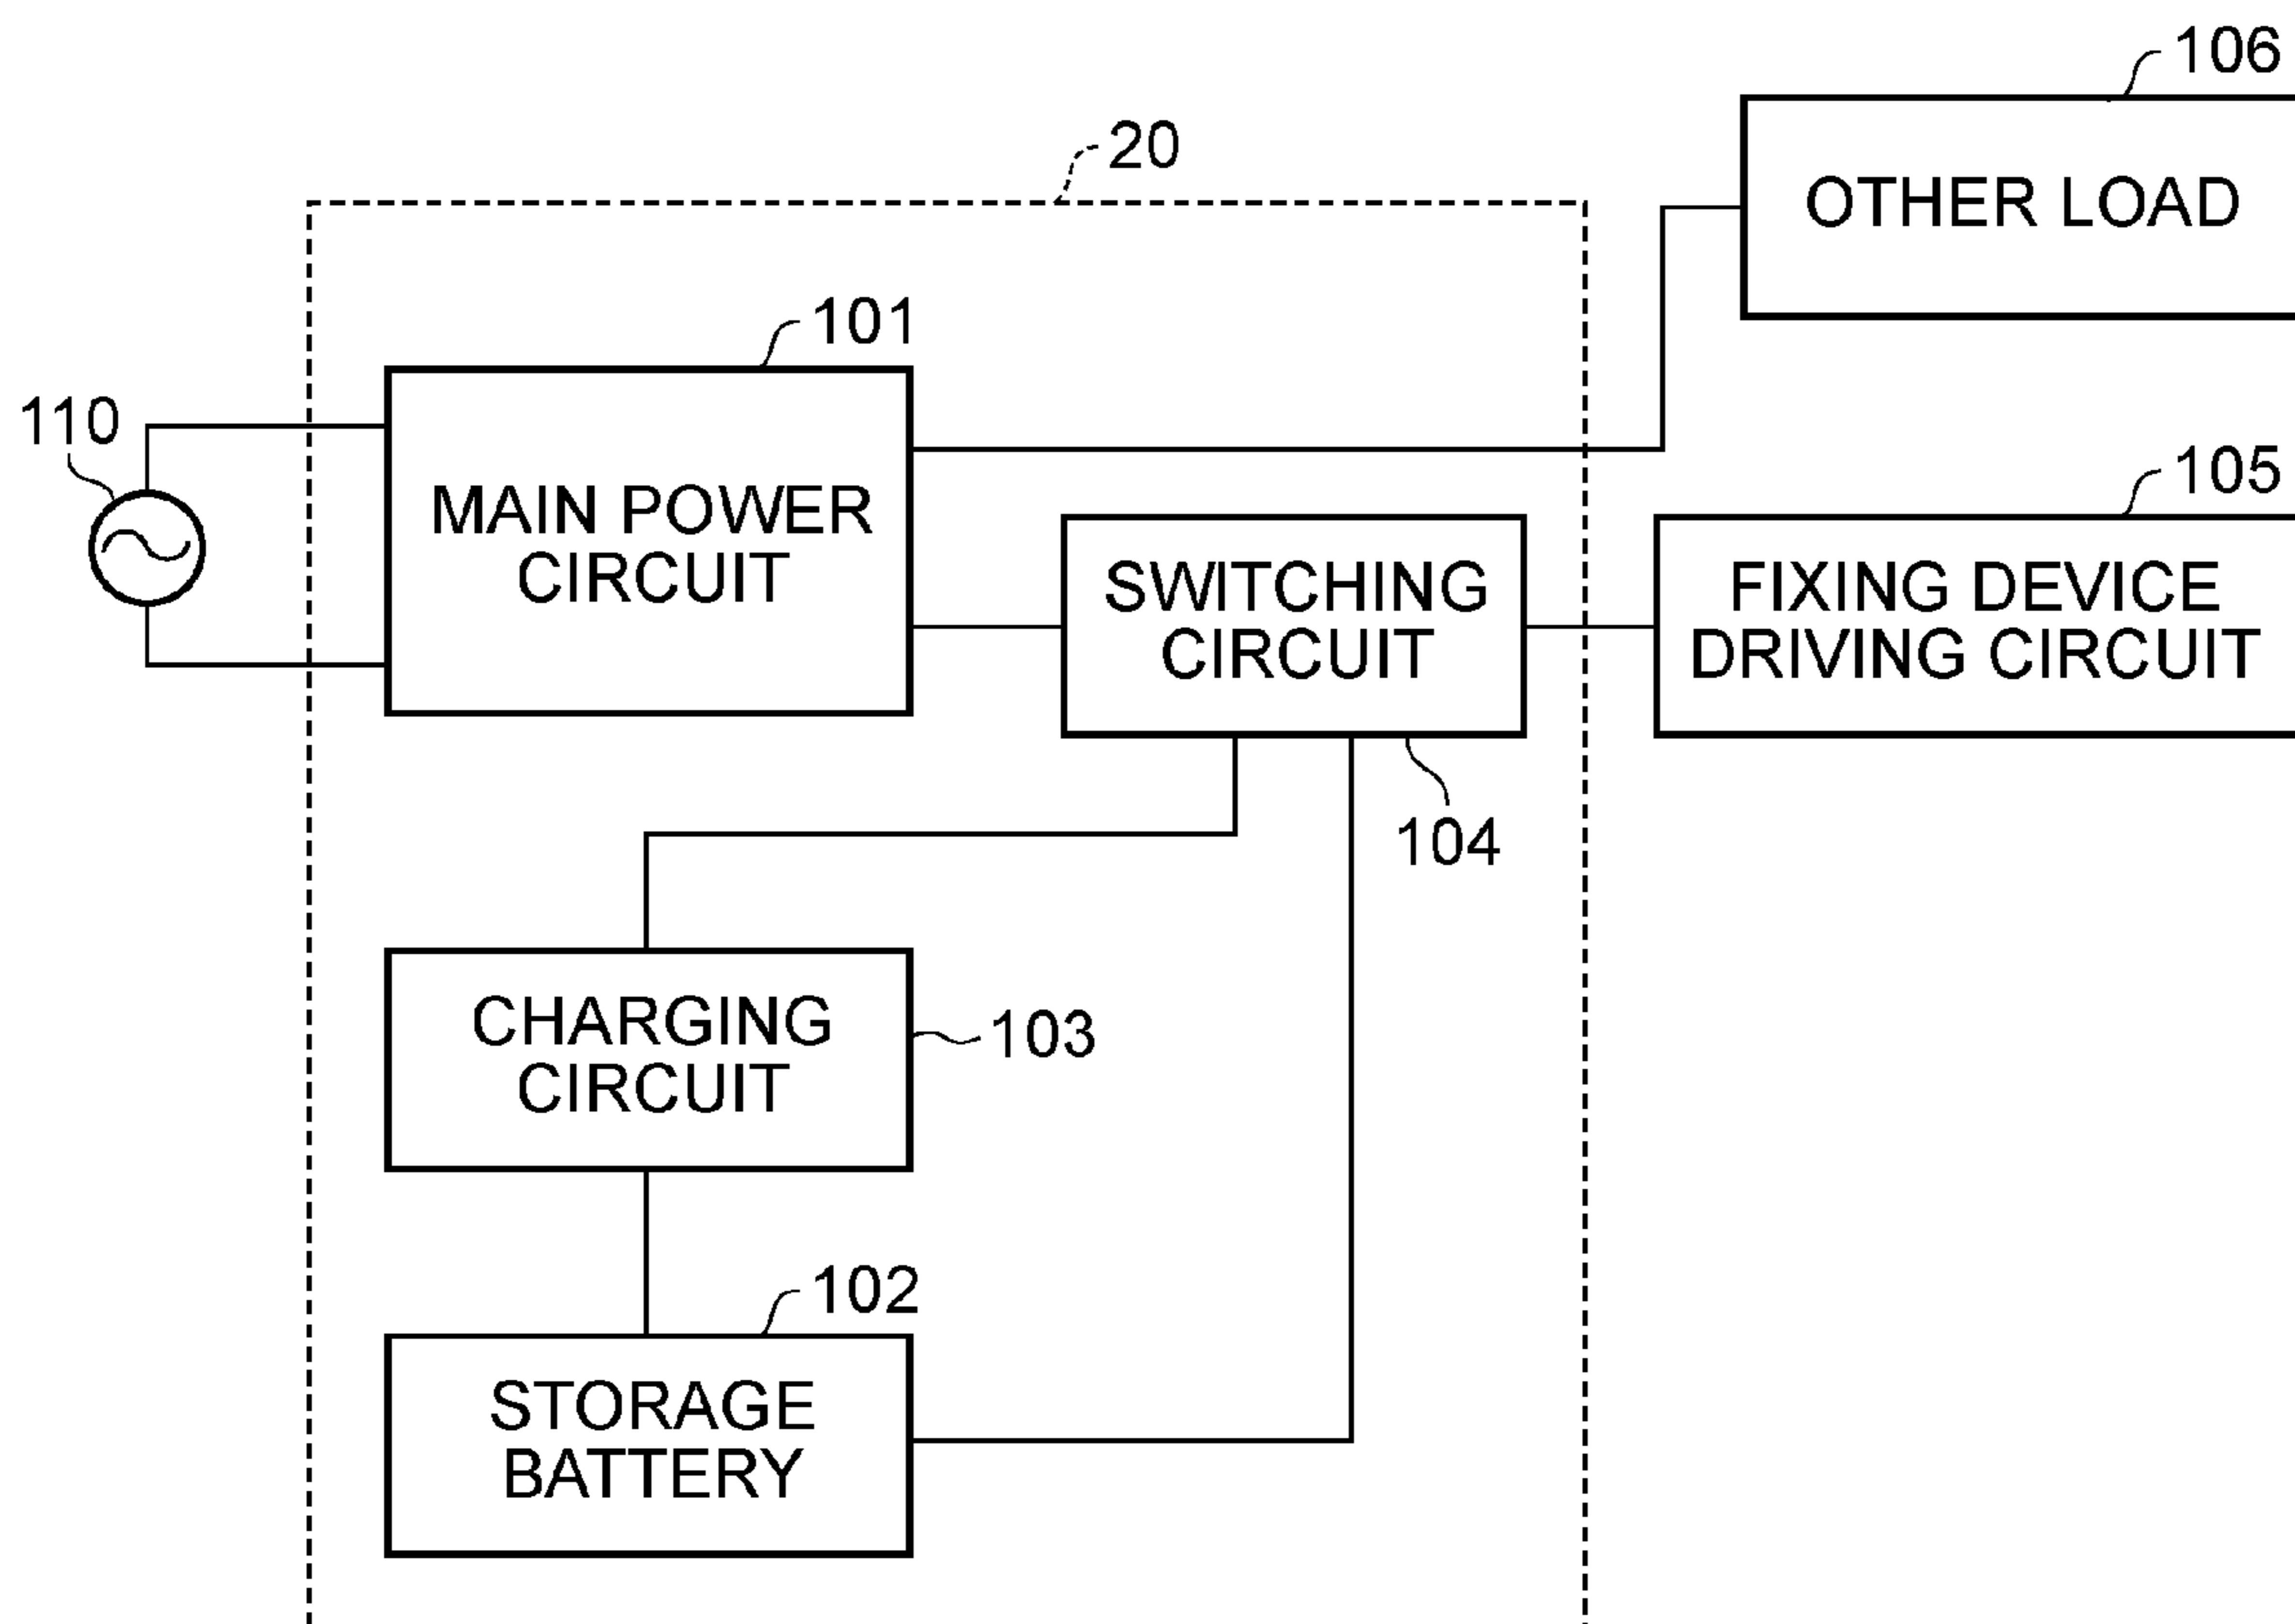 106
OTHER LOAD
20
101
110
MAIN POWER
CIRCUIT
105
SWITCHING
CIRCUIT
FIXING DEVICE
DRIVING CIRCUIT
104
CHARGING
CIRCUIT
103
102
STORAGE
BATTERY